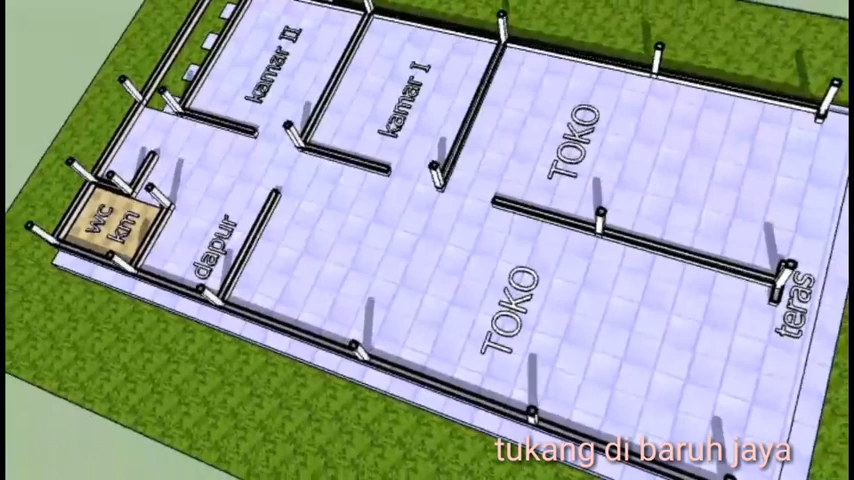 kamar II
kamar I
TOKO
wc
km
dapur
TOKO
teras
tukang di baruh jaya